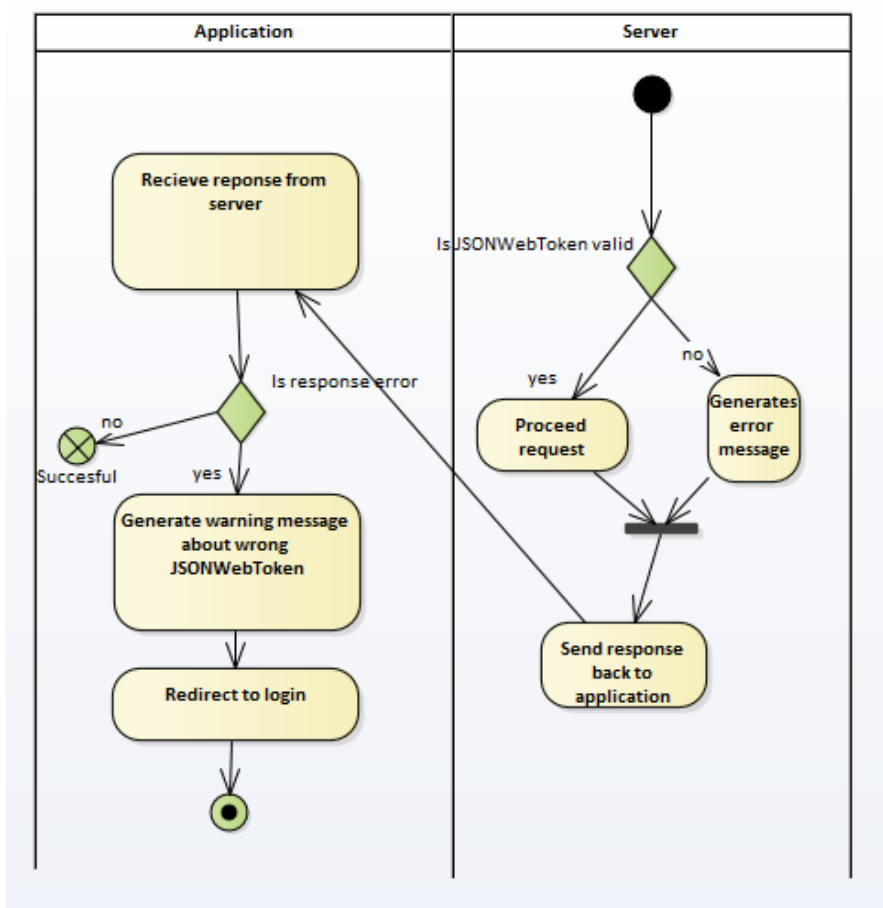 Application
Server
Recieve reponse from
server
IsJSONWebToken valid
Is response error
no
Succesful
yes
Generate warning message
about wrong
JSONWebToken
Redirect to login
yes
no
Proceed
request
Generates
error
message
Send response
back to
application